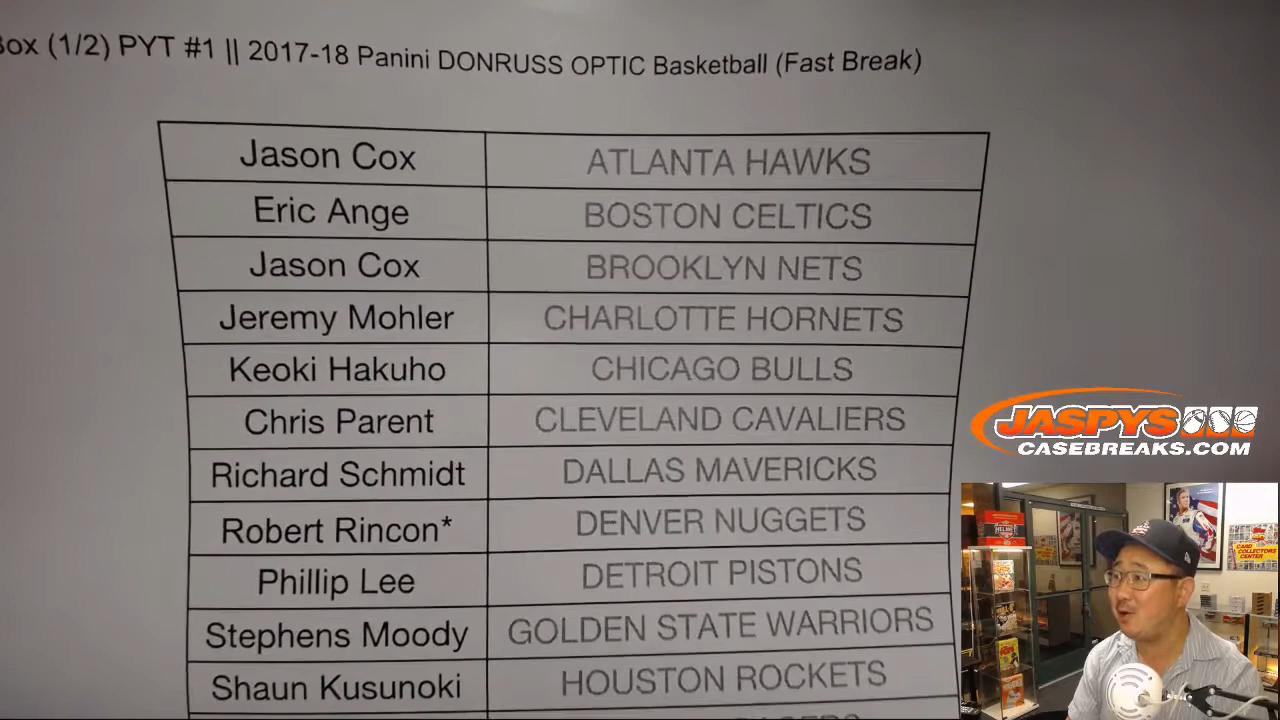 Box (1/2) PYT #1 || 2017-18 Panini DONRUSS OPTIC Basketball (Fast Break)
Jason Cox ATLANTA HAWKS
Eric Ange BOSTON CELTICS
Jason Cox BROOKLYN NETS
Jeremy Mohler CHARLOTTE HORNETS
Keoki Hakuho CHICAGO BULLS
Chris Parent CLEVELAND CAVALIERS
Richard Schmidt DALLAS MAVERICKS
Robert Rincon* DENVER NUGGETS
Phillip Lee DETROIT PISTONS
Stephens Moody GOLDEN STATE WARRIORS
Shaun Kusunoki HOUSTON ROCKETS
JASPYS
CASEBREAKS.COM
CARD
COLLECTORS
CENTER